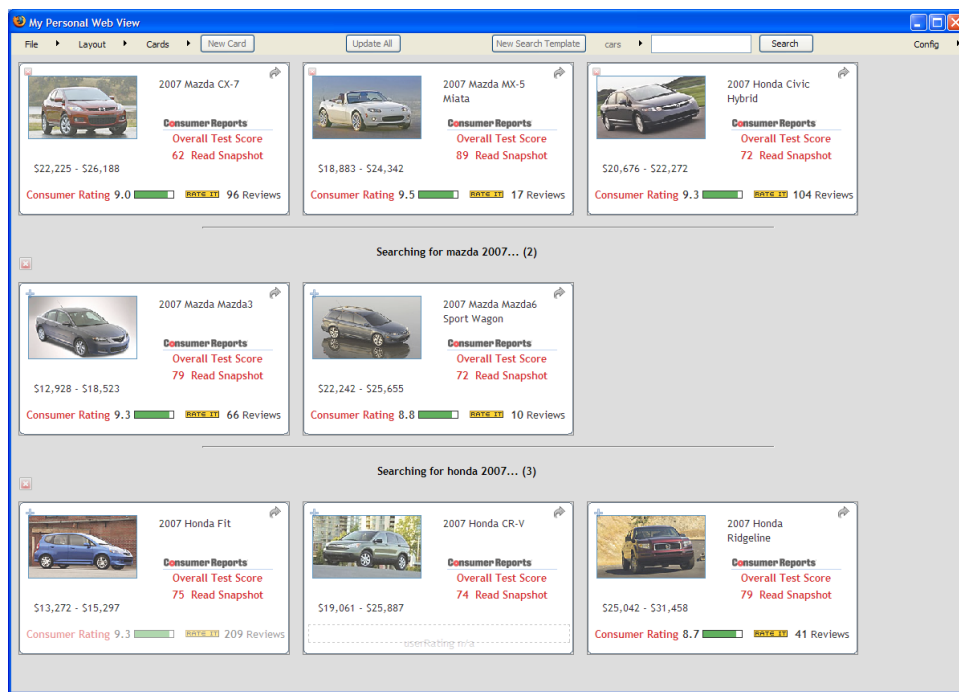 My Personal Web View
File Layout Cards New Card Update All New Search Template cars Search Config
2007 Mazda CX-7
Consumer Reports
Overall Test Score
62 Read Snapshot
$22,225 - $26,188
Consumer Rating 9.0 RATE IT 96 Reviews
2007 Mazda MX-5
Miata
Consumer Reports
Overall Test Score
89 Read Snapshot
$18,883 - $24,342
Consumer Rating 9.5 RATE IT 17 Reviews
2007 Honda Civic
Hybrid
Consumer Reports
Overall Test Score
72 Read Snapshot
$20,676 - $22,272
Consumer Rating 9.3 RATE IT 104 Reviews
Searching for mazda 2007... (2)
2007 Mazda Mazda3
Consumer Reports
Overall Test Score
79 Read Snapshot
$12,928 - $18,523
Consumer Rating 9.3 RATE IT 66 Reviews
2007 Mazda Mazda6
Sport Wagon
Consumer Reports
Overall Test Score
72 Read Snapshot
$22,242 - $25,655
Consumer Rating 8.8 RATE IT 10 Reviews
Searching for honda 2007... (3)
2007 Honda Fit
Consumer Reports
Overall Test Score
75 Read Snapshot
$13,272 - $15,297
Consumer Rating 9.3 RATE IT 209 Reviews
2007 Honda CR-V
Consumer Reports
Overall Test Score
74 Read Snapshot
$19,061 - $25,887
userRating n/a
2007 Honda
Ridgeline
Consumer Reports
Overall Test Score
79 Read Snapshot
$25,042 - $31,458
Consumer Rating 8.7 RATE IT 41 Reviews